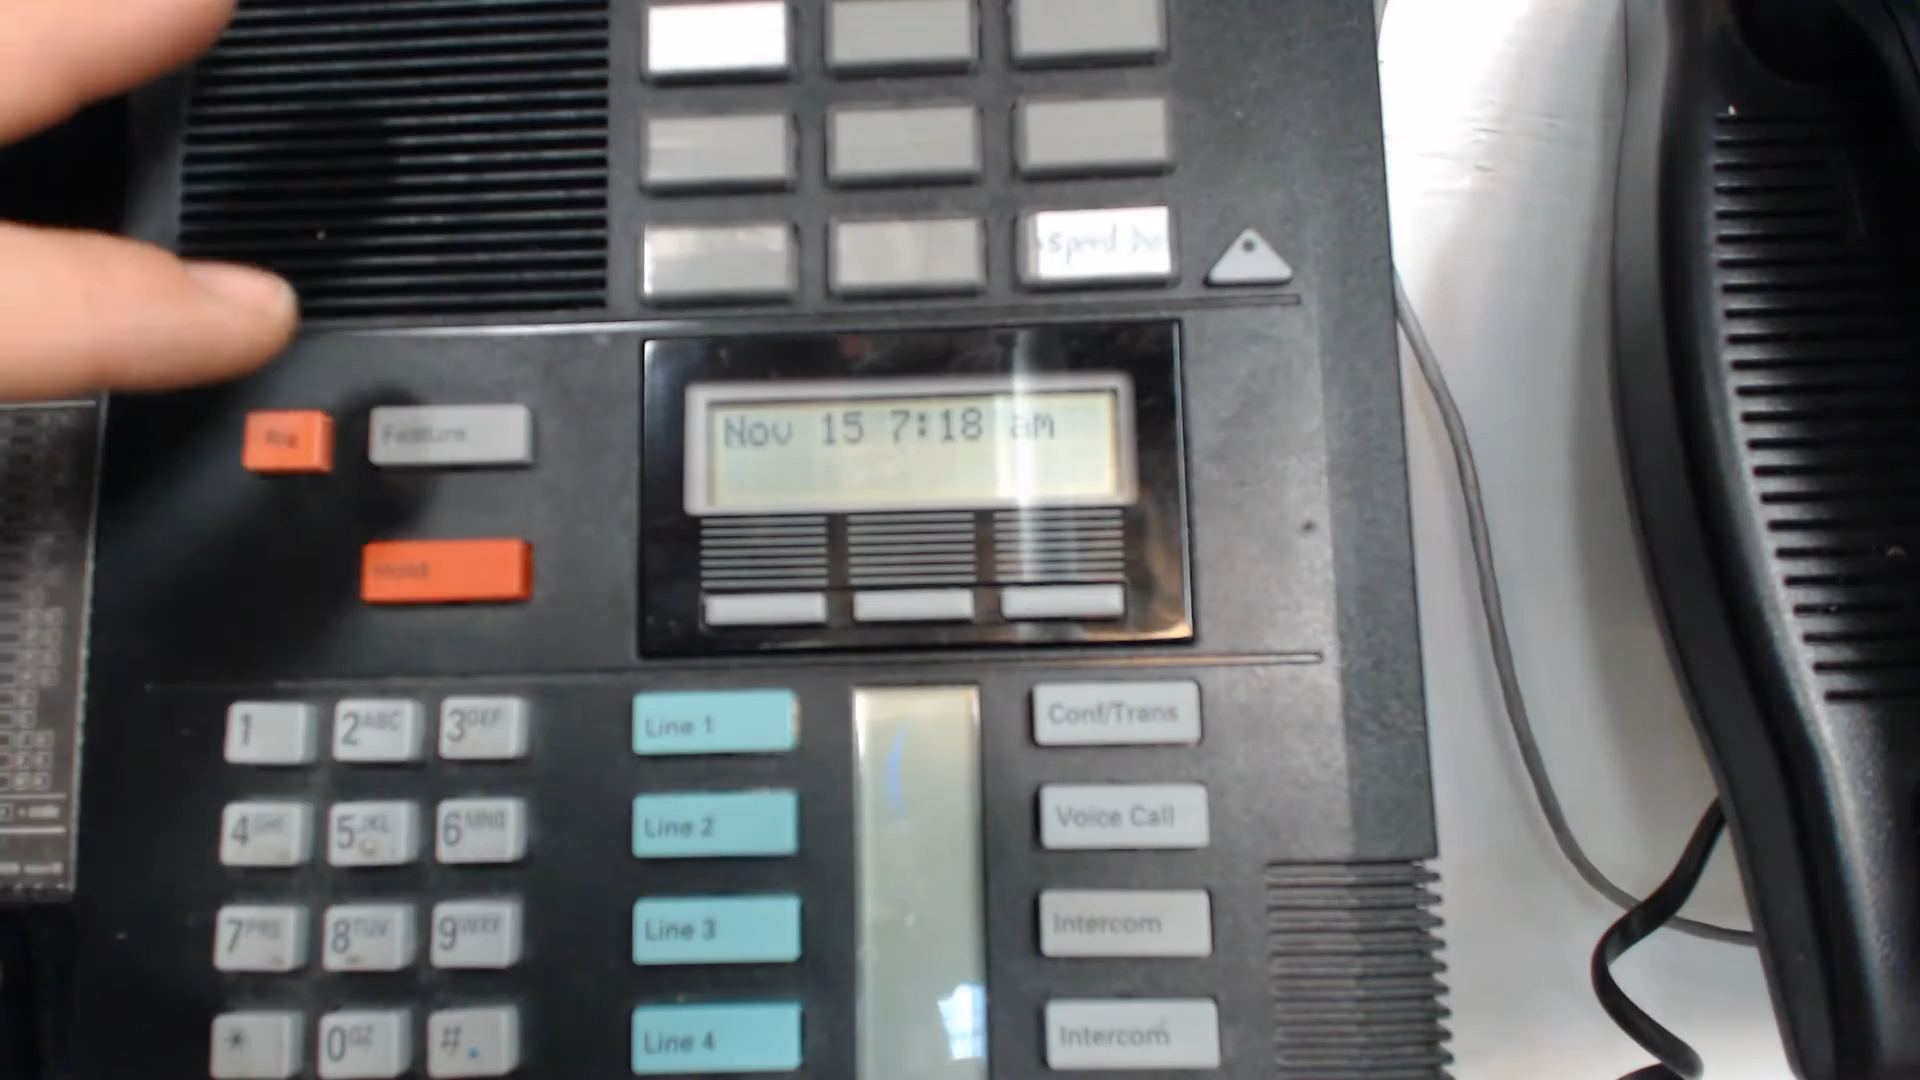 Speed
Feature
Nov 15 7:18 am
Hold
1
2ABC
3DEF
Line 1
Conf/Trans
4GHI
5JKL
6MNO
Line 2
Voice Call
7PRS
8TUV
9WXY
Line 3
Intercom
*
0QZ
#
Line 4
Intercom